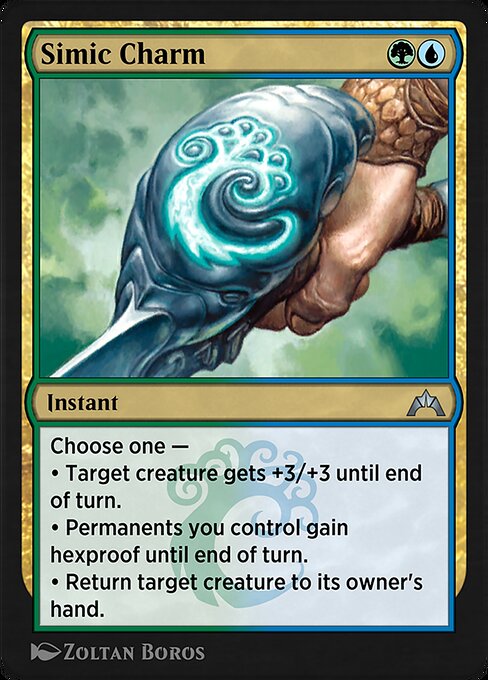 Simic Charm
Instant
Choose one —
• Target creature gets +3/+3 until end
of turn.
• Permanents you control gain
hexproof until end of turn.
• Return target creature to its owner's
hand.
Zoltan Boros